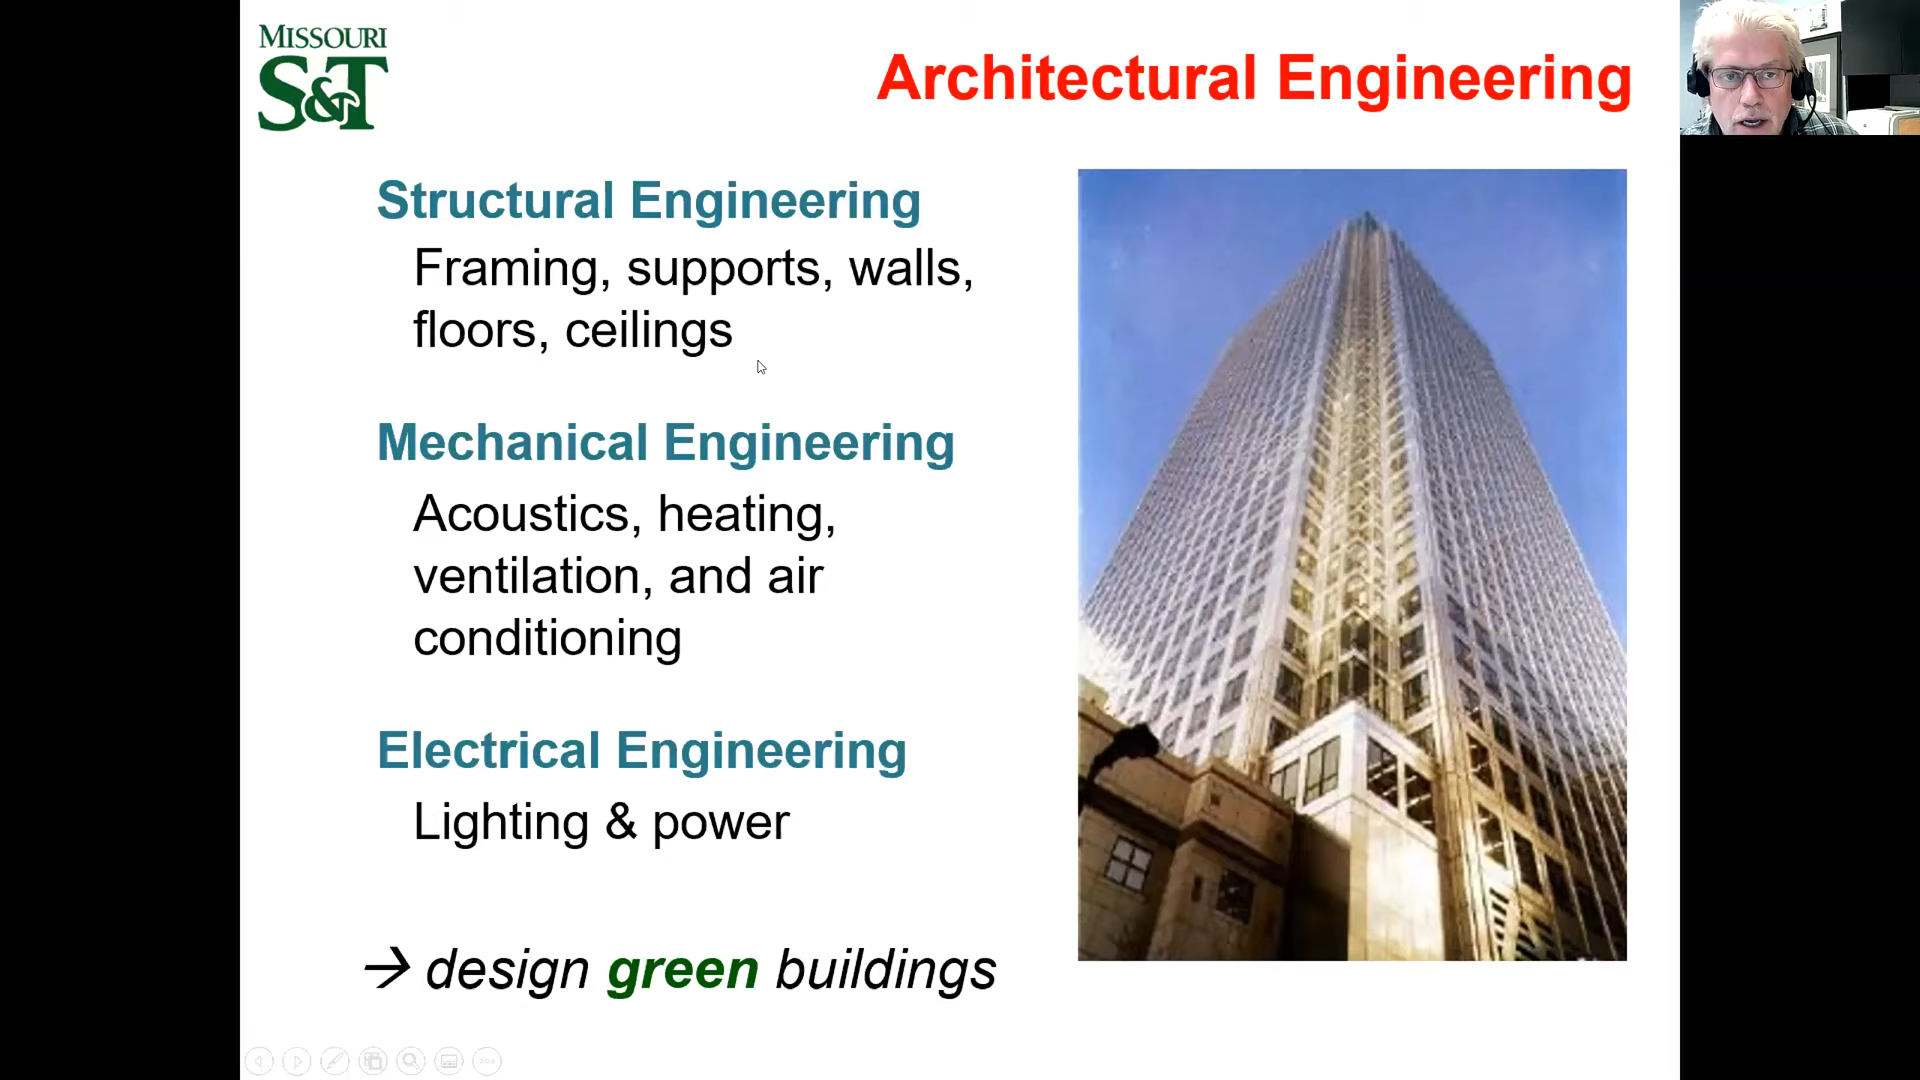 MISSOURI
S&T
Architectural Engineering
Structural Engineering
Framing, supports, walls,
floors, ceilings
Mechanical Engineering
Acoustics, heating,
ventilation, and air
conditioning
Electrical Engineering
Lighting & power
→ design green buildings